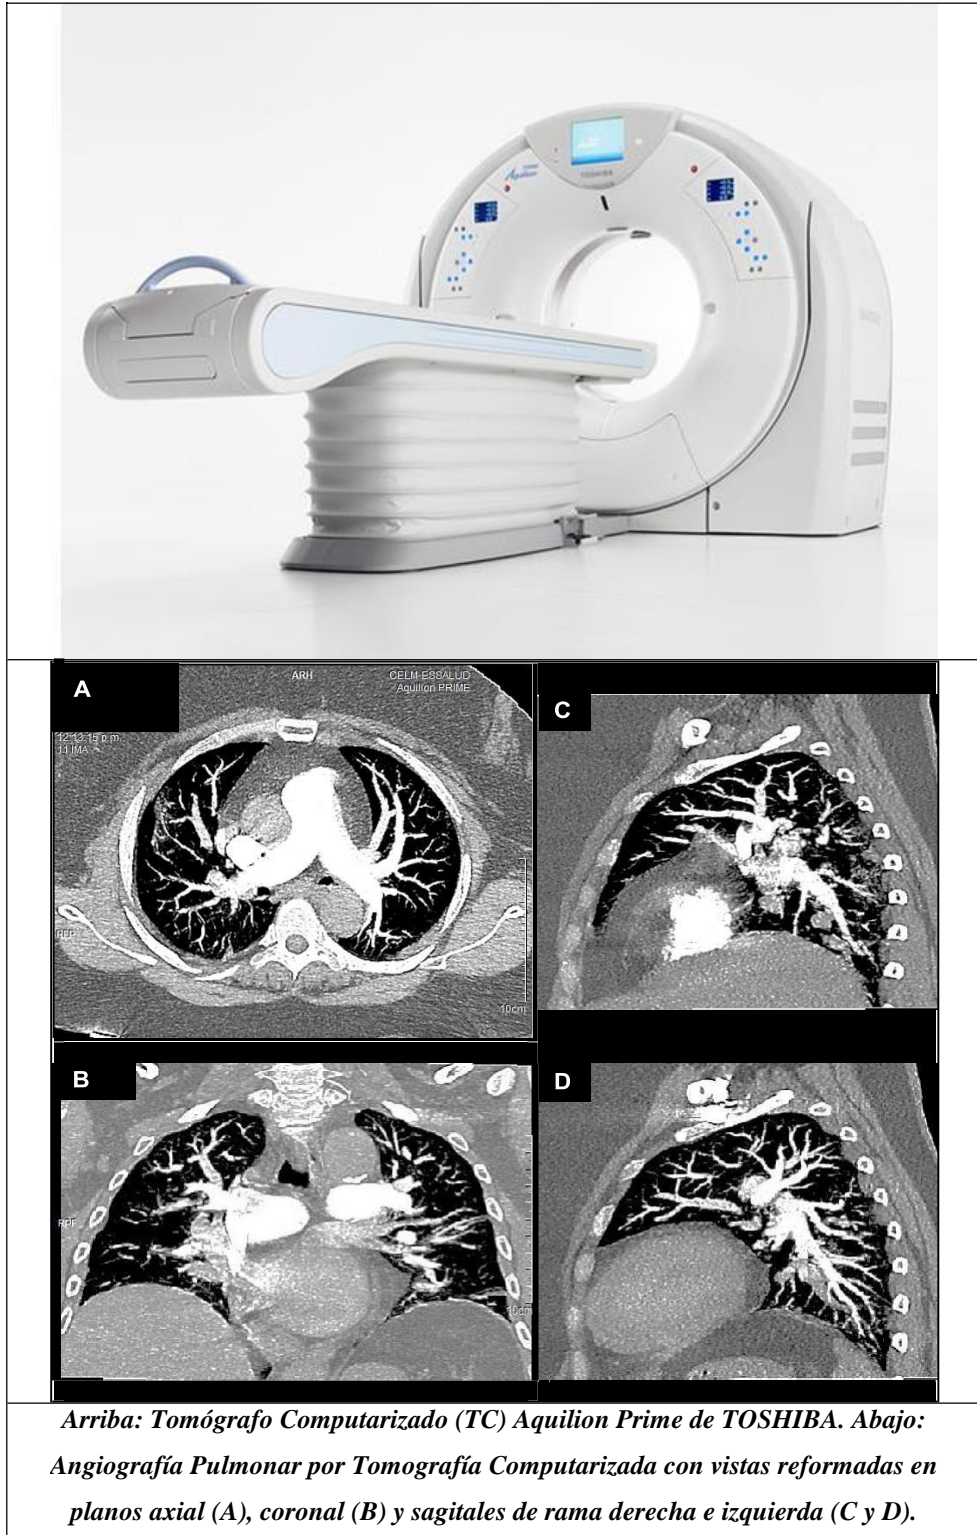 Aquilion
TOSHIBA
A
ARH
CELM-ESSALUD
Aquilion PRIME
12:13:15 p.m.
11 IMA
10cm
C
B
10cm
D
Arriba: Tomógrafo Computarizado (TC) Aquilion Prime de TOSHIBA. Abajo:
Angiografía Pulmonar por Tomografía Computarizada con vistas reformadas en
planos axial (A), coronal (B) y sagitales de rama derecha e izquierda (C y D).